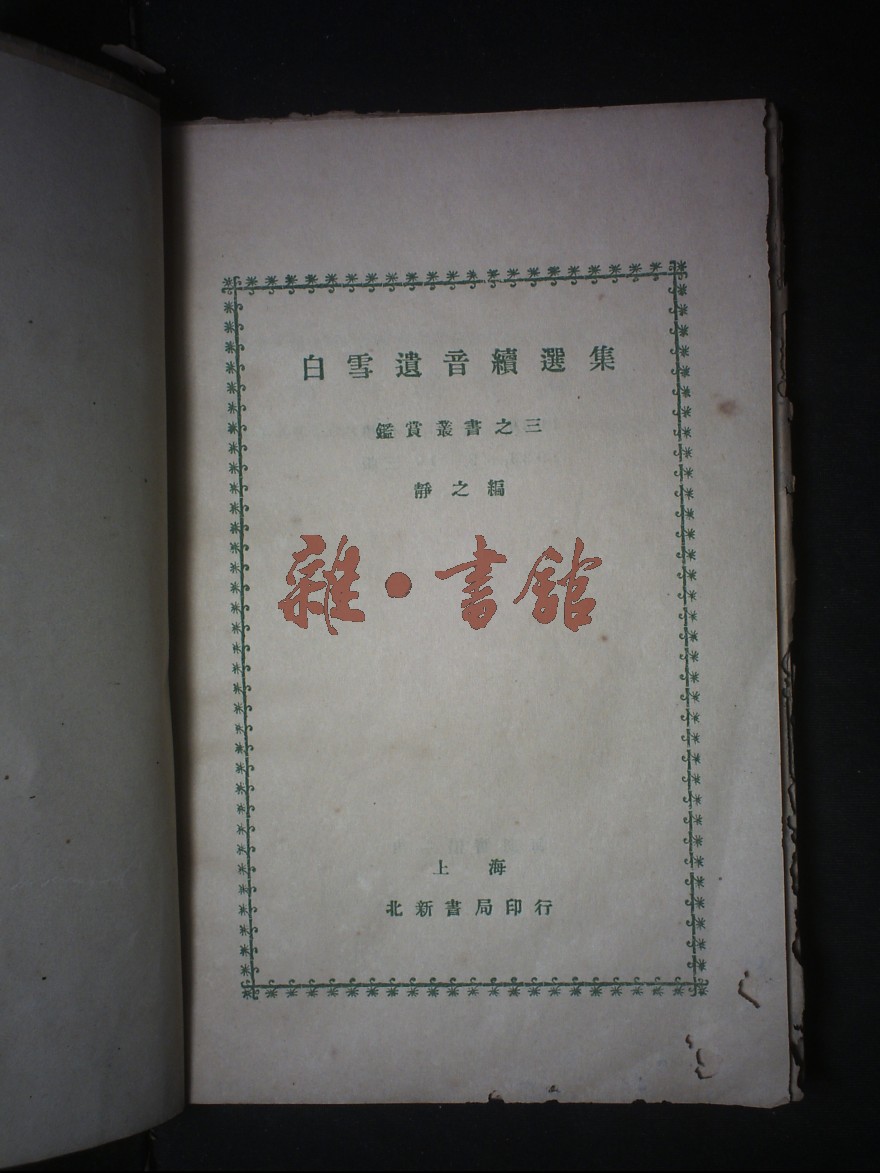 白雪遺音續選集
鑑賞叢書之三
靜之編
雜·書館
上海
北新書局印行